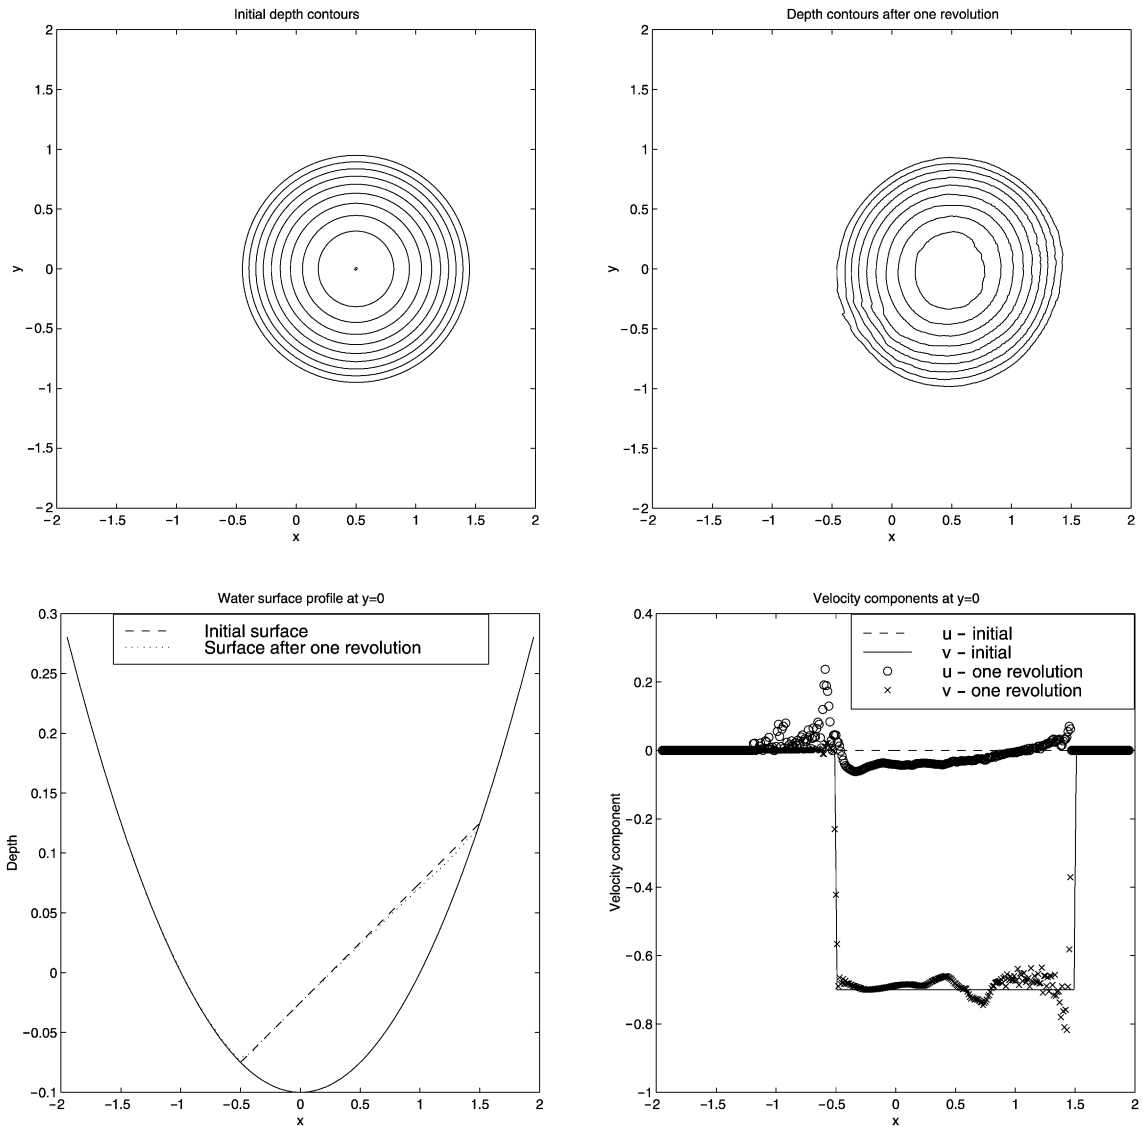 Initial depth contours
2
1.5
1
0.5
0
−0.5
−1
−1.5
−2
y
−2 −1.5 −1 −0.5 0 0.5 1 1.5 2
x
Depth contours after one revolution
2
1.5
1
0.5
0
−0.5
−1
−1.5
−2
y
−2 −1.5 −1 −0.5 0 0.5 1 1.5 2
x
Water surface profile at y=0
Initial surface
Surface after one revolution
0.3
0.25
0.2
0.15
0.1
0.05
0
−0.05
−0.1
Depth
−2 −1.5 −1 −0.5 0 0.5 1 1.5 2
x
Velocity components at y=0
u − initial
v − initial
u − one revolution
v − one revolution
0.4
0.2
0
−0.2
−0.4
−0.6
−0.8
−1
Velocity component
−2 −1.5 −1 −0.5 0 0.5 1 1.5 2
x